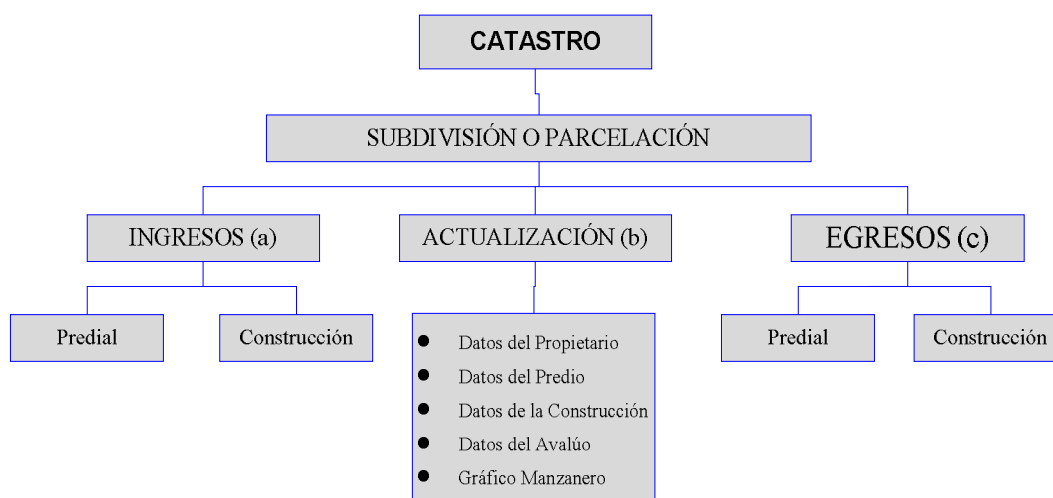 CATASTRO
SUBDIVISIÓN O PARCELACIÓN
INGRESOS (a)
ACTUALIZACIÓN (b)
EGRESOS (c)
Predial
Construcción
● Datos del Propietario
● Datos del Predio
● Datos de la Construcción
● Datos del Avalúo
● Gráfico Manzanero
Predial
Construcción